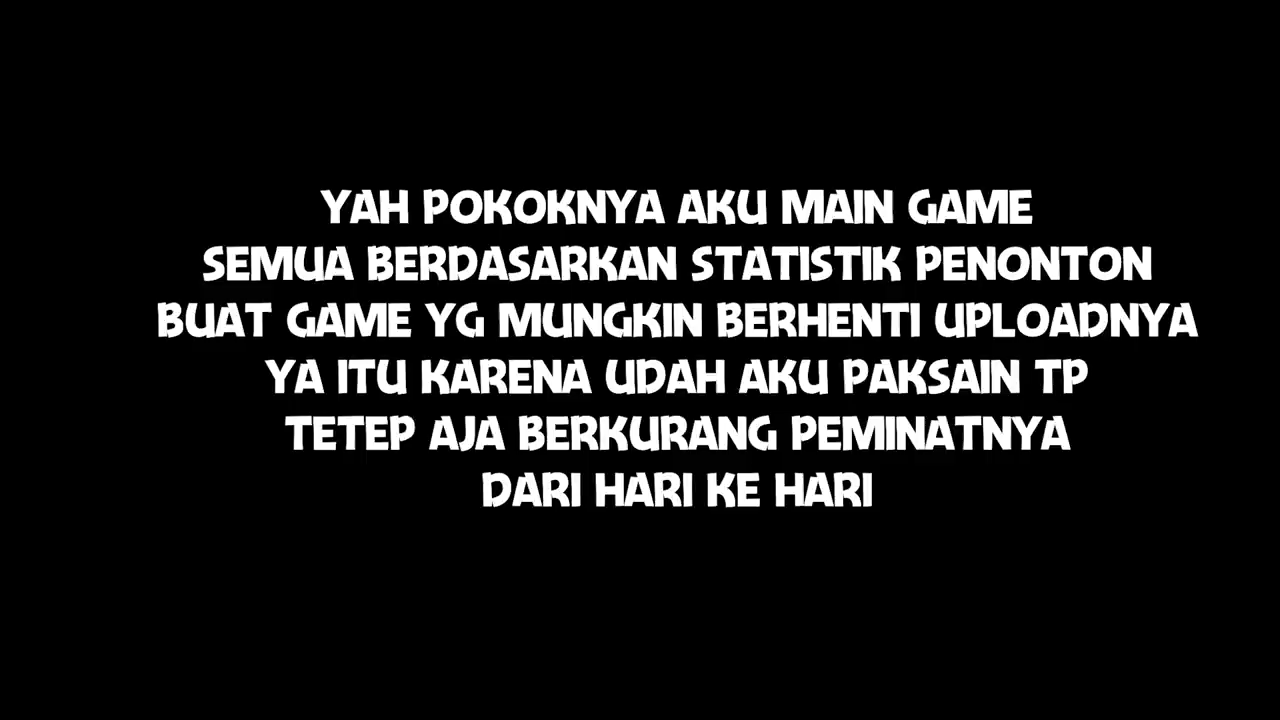 YAH POKOKNYA AKU MAIN GAME
SEMUA BERDASARKAN STATISTIK PENONTON
BUAT GAME YG MUNGKIN BERHENTI UPLOADNYA
YA ITU KARENA UDAH AKU PAKSAIN TP
TETEP AJA BERKURANG PEMINATNYA
DARI HARI KE HARI